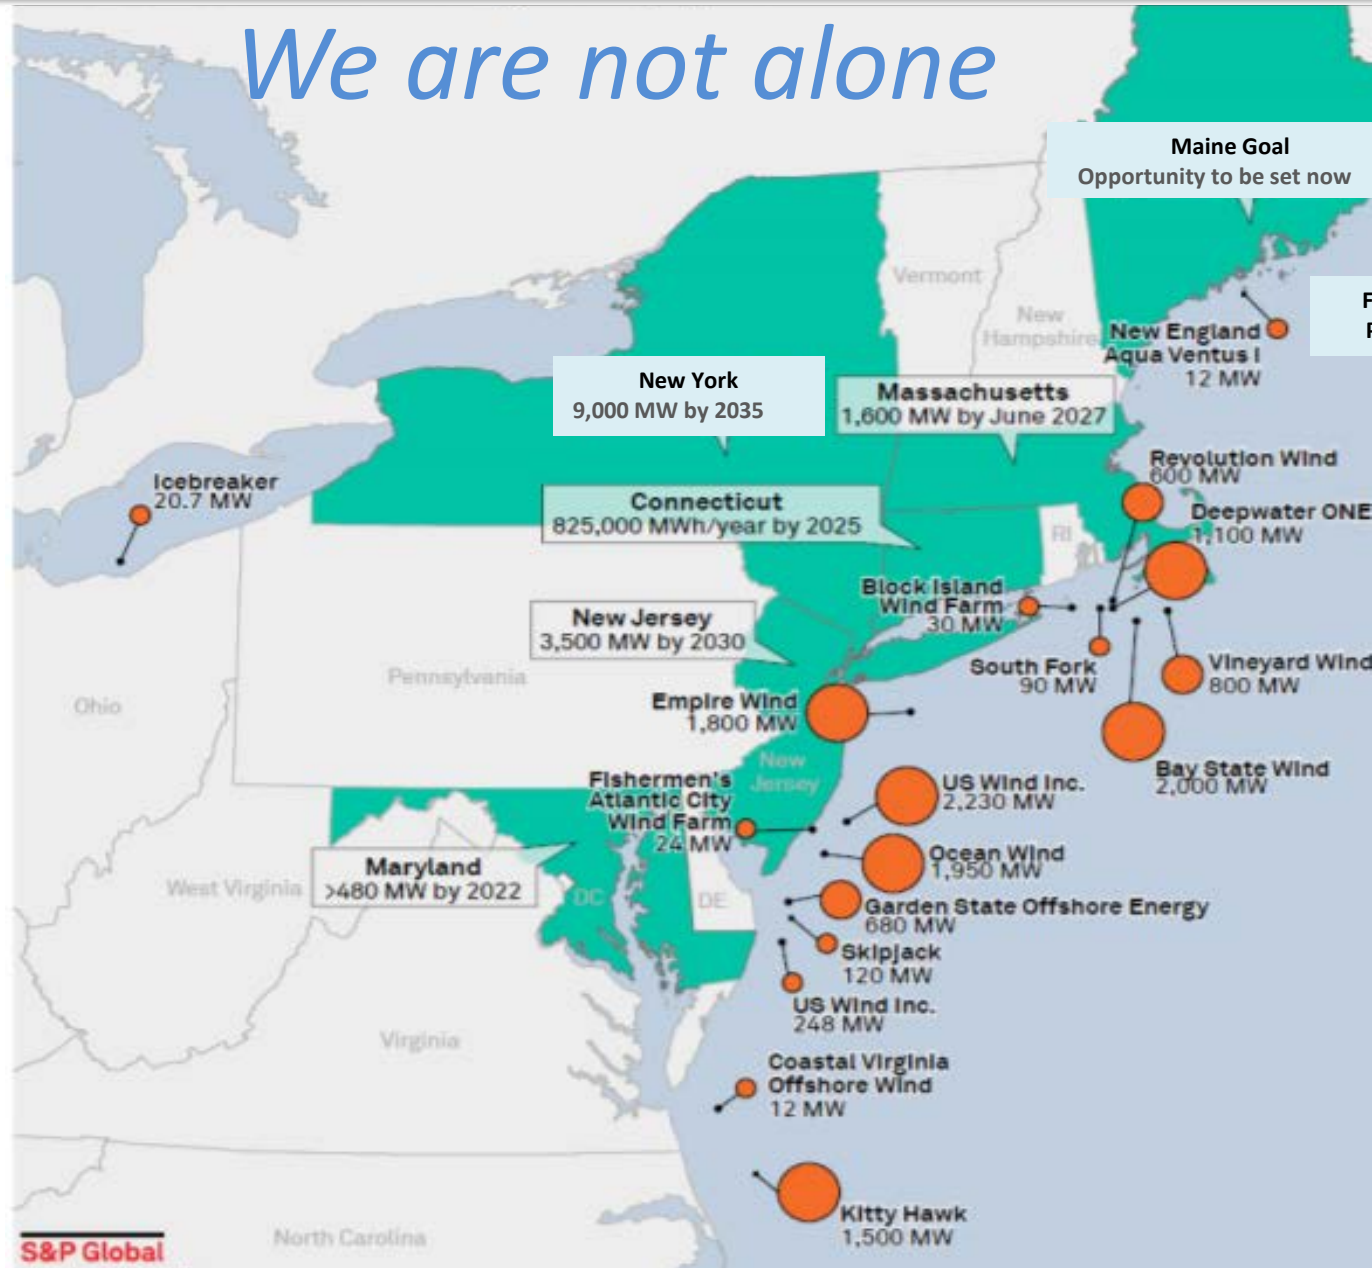 We are not alone
Maine Goal
Opportunity to be set now
Vermont
New
Hampshire
New England
Aqua Ventus I
12 MW
F
P
New York
9,000 MW by 2035
Massachusetts
1,600 MW by June 2027
Revolution Wind
600 MW
Icebreaker
20.7 MW
Connecticut
825,000 MWh/year by 2025
Deepwater ONE
1,100 MW
RI
Block Island
Wind Farm
30 MW
New Jersey
3,500 MW by 2030
South Fork
90 MW
Vineyard Wind
800 MW
Pennsylvania
Ohio
Empire Wind
1,800 MW
Bay State Wind
2,000 MW
New
Jersey
Fishermen's
Atlantic City
Wind Farm
24 MW
US Wind Inc.
2,230 MW
Ocean Wind
1,950 MW
Maryland
>480 MW by 2022
West Virginia
DC
DE
Garden State Offshore Energy
680 MW
Skipjack
120 MW
US Wind Inc.
248 MW
Virginia
Coastal Virginia
Offshore Wind
12 MW
Kitty Hawk
1,500 MW
North Carolina
S&P Global